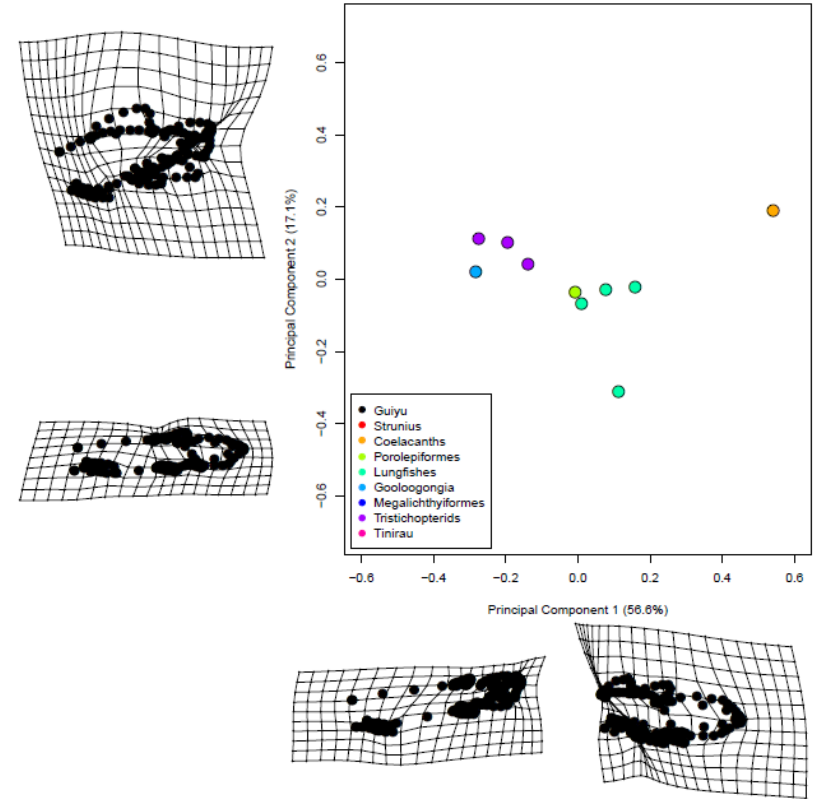 0.6
0.4
0.2
0.0
−0.2
−0.4
−0.6
Principal Component 2 (17.1%)
Guiyu
Strunius
Coelacanths
Porolepiformes
Lungfishes
Gooloogongia
Megalichthyiformes
Tristichopterids
Tinirau
−0.6 −0.4 −0.2 0.0 0.2 0.4 0.6
Principal Component 1 (56.6%)